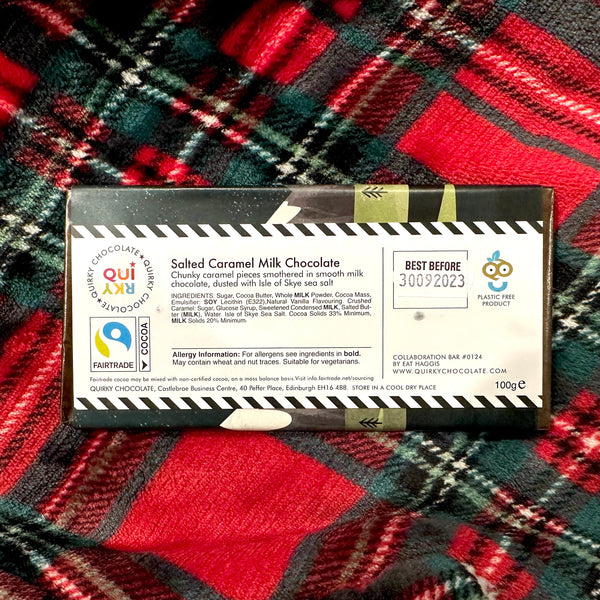 QUIRKY CHOCOLATE • QUIRKY CHOCOLATE •
QUI
RKY
FAIRTRADE
COCOA
Salted Caramel Milk Chocolate
Chunky caramel pieces smothered in smooth milk
chocolate, dusted with Isle of Skye sea salt
INGREDIENTS: Sugar, Cocoa Butter, Whole MILK Powder, Cocoa Mass,
Emulsifier: SOY Lecithin (E322),Natural Vanilla Flavouring. Crushed
Caramel: Sugar, Glucose Syrup, Sweetened Condensed MILK, Salted But-
ter (MILK), Water, Isle of Skye Sea Salt. Cocoa Solids 33% Minimum,
MILK Solids 20% Minimum.
Allergy Information: For allergens see ingredients in bold.
May contain wheat and nut traces. Suitable for vegetarians.
BEST BEFORE
30092023
PLASTIC FREE
PRODUCT
COLLABORATION BAR #0124
BY EAT HAGGIS
WWW.QUIRKYCHOCOLATE.COM
Fairtrade cocoa may be mixed with non-certified cocoa, on a mass balance basis.Visit info.fairtrade.net/sourcing
QUIRKY CHOCOLATE, Castlebrae Business Centre, 40 Peffer Place, Edinburgh EH16 4BB. STORE IN A COOL DRY PLACE
100g e